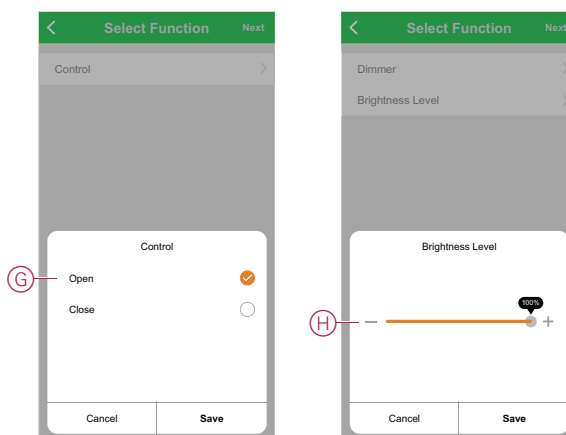 Select Function Next
Control
Control
G Open
Close
Cancel Save
Select Function Next
Dimmer
Brightness Level
Brightness Level
100%
H − +
Cancel Save